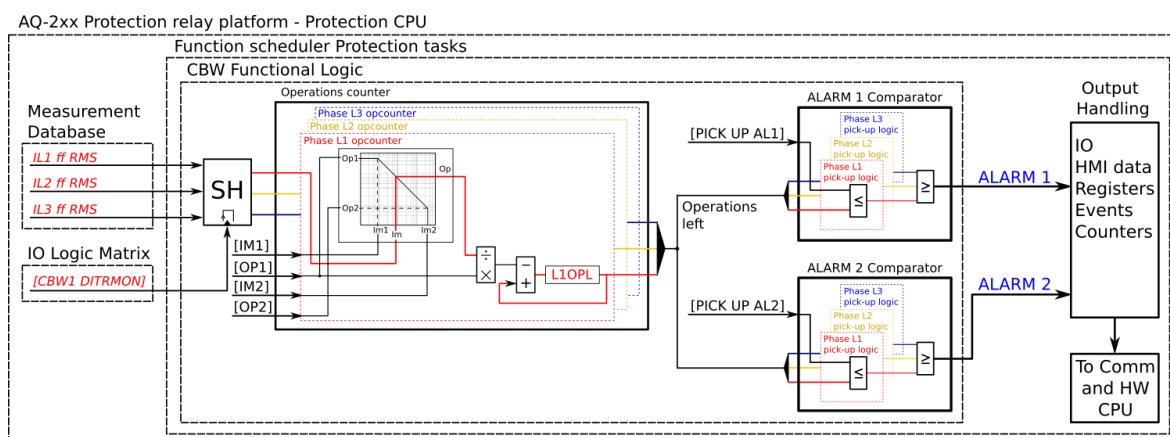 AQ-2xx Protection relay platform - Protection CPU
Function scheduler Protection tasks
CBW Functional Logic
Measurement
Database
IL1 ff RMS
IL2 ff RMS
IL3 ff RMS
IO Logic Matrix
[CBW1 DITRMON]
SH
Operations counter
Phase L3 opcounter
Phase L2 opcounter
Phase L1 opcounter
Op1
Op
Op2
Im1
Im2
Im
[IM1]
[OP1]
[IM2]
[OP2]
÷
×
−
+
L1OPL
Operations
left
ALARM 1 Comparator
[PICK UP AL1]
Phase L3
pick-up logic
Phase L2
pick-up logic
Phase L1
pick-up logic
≤
≥
ALARM 1
ALARM 2 Comparator
[PICK UP AL2]
Phase L3
pick-up logic
Phase L2
pick-up logic
Phase L1
pick-up logic
≤
≥
ALARM 2
Output
Handling
IO
HMI data
Registers
Events
Counters
To Comm
and HW
CPU